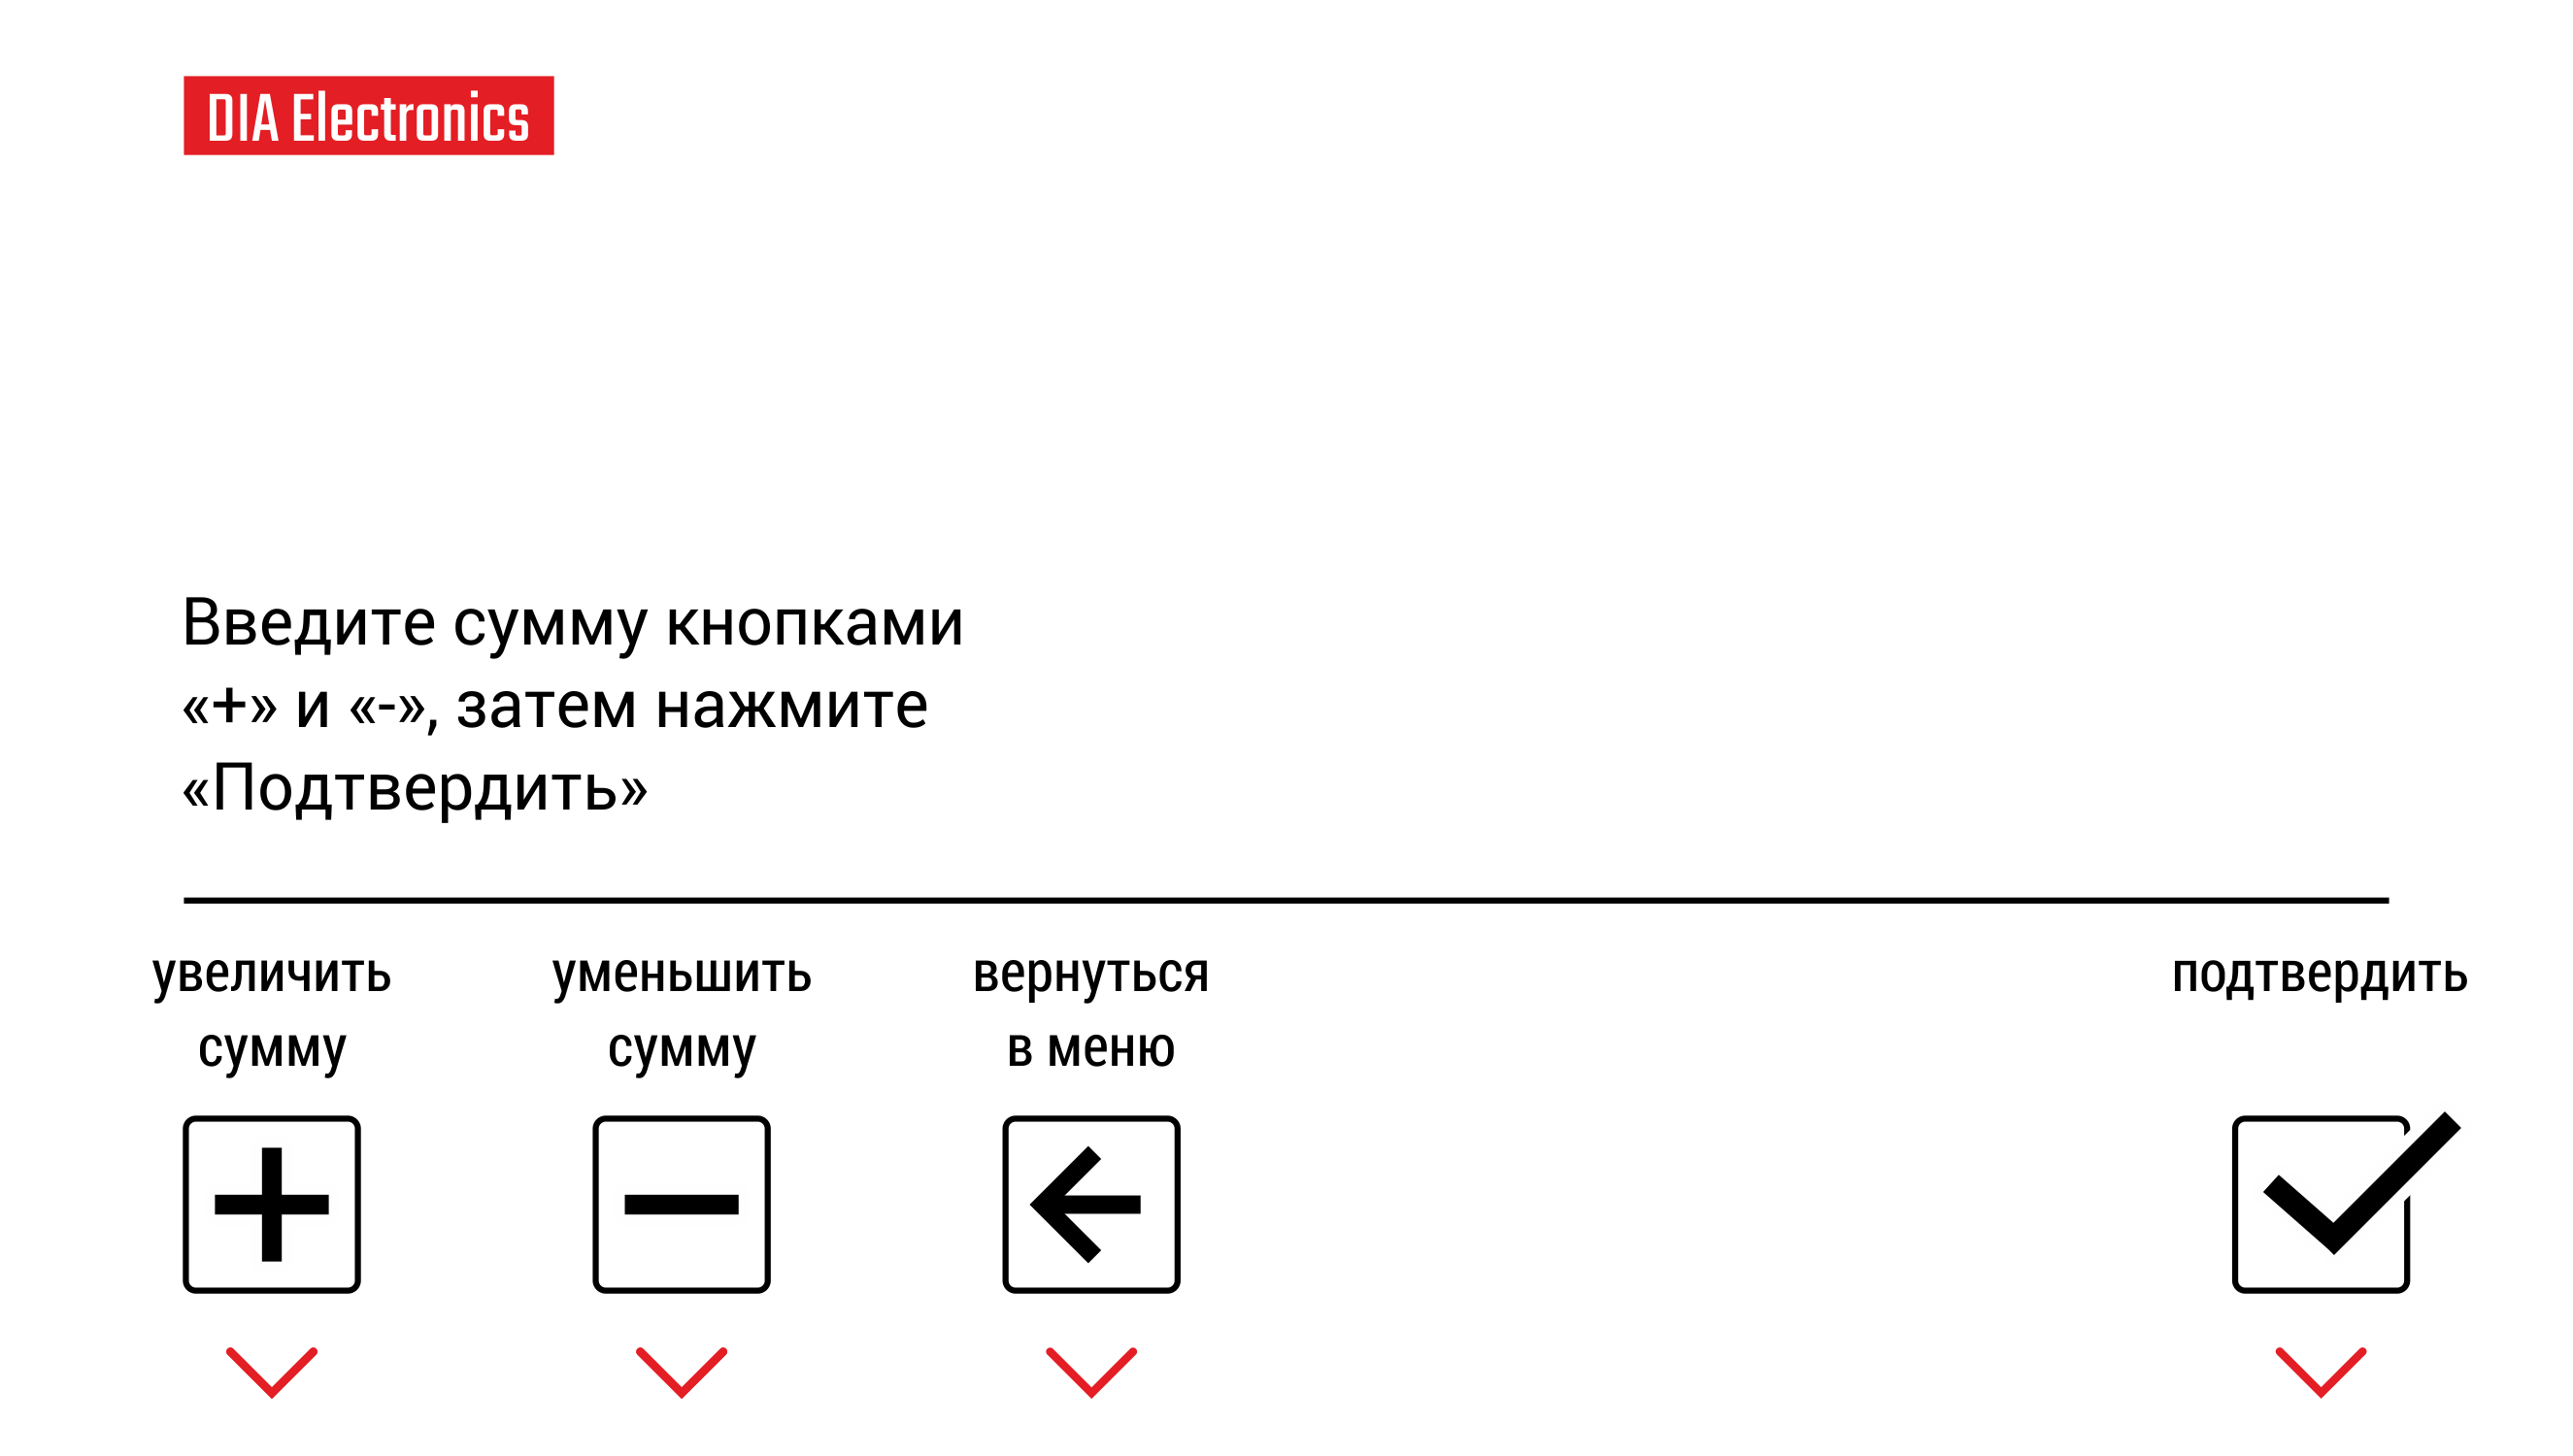 DIA Electronics
Введите сумму кнопками
«+» и «-», затем нажмите
«Подтвердить»
увеличить
сумму
уменьшить
сумму
вернуться
в меню
подтвердить